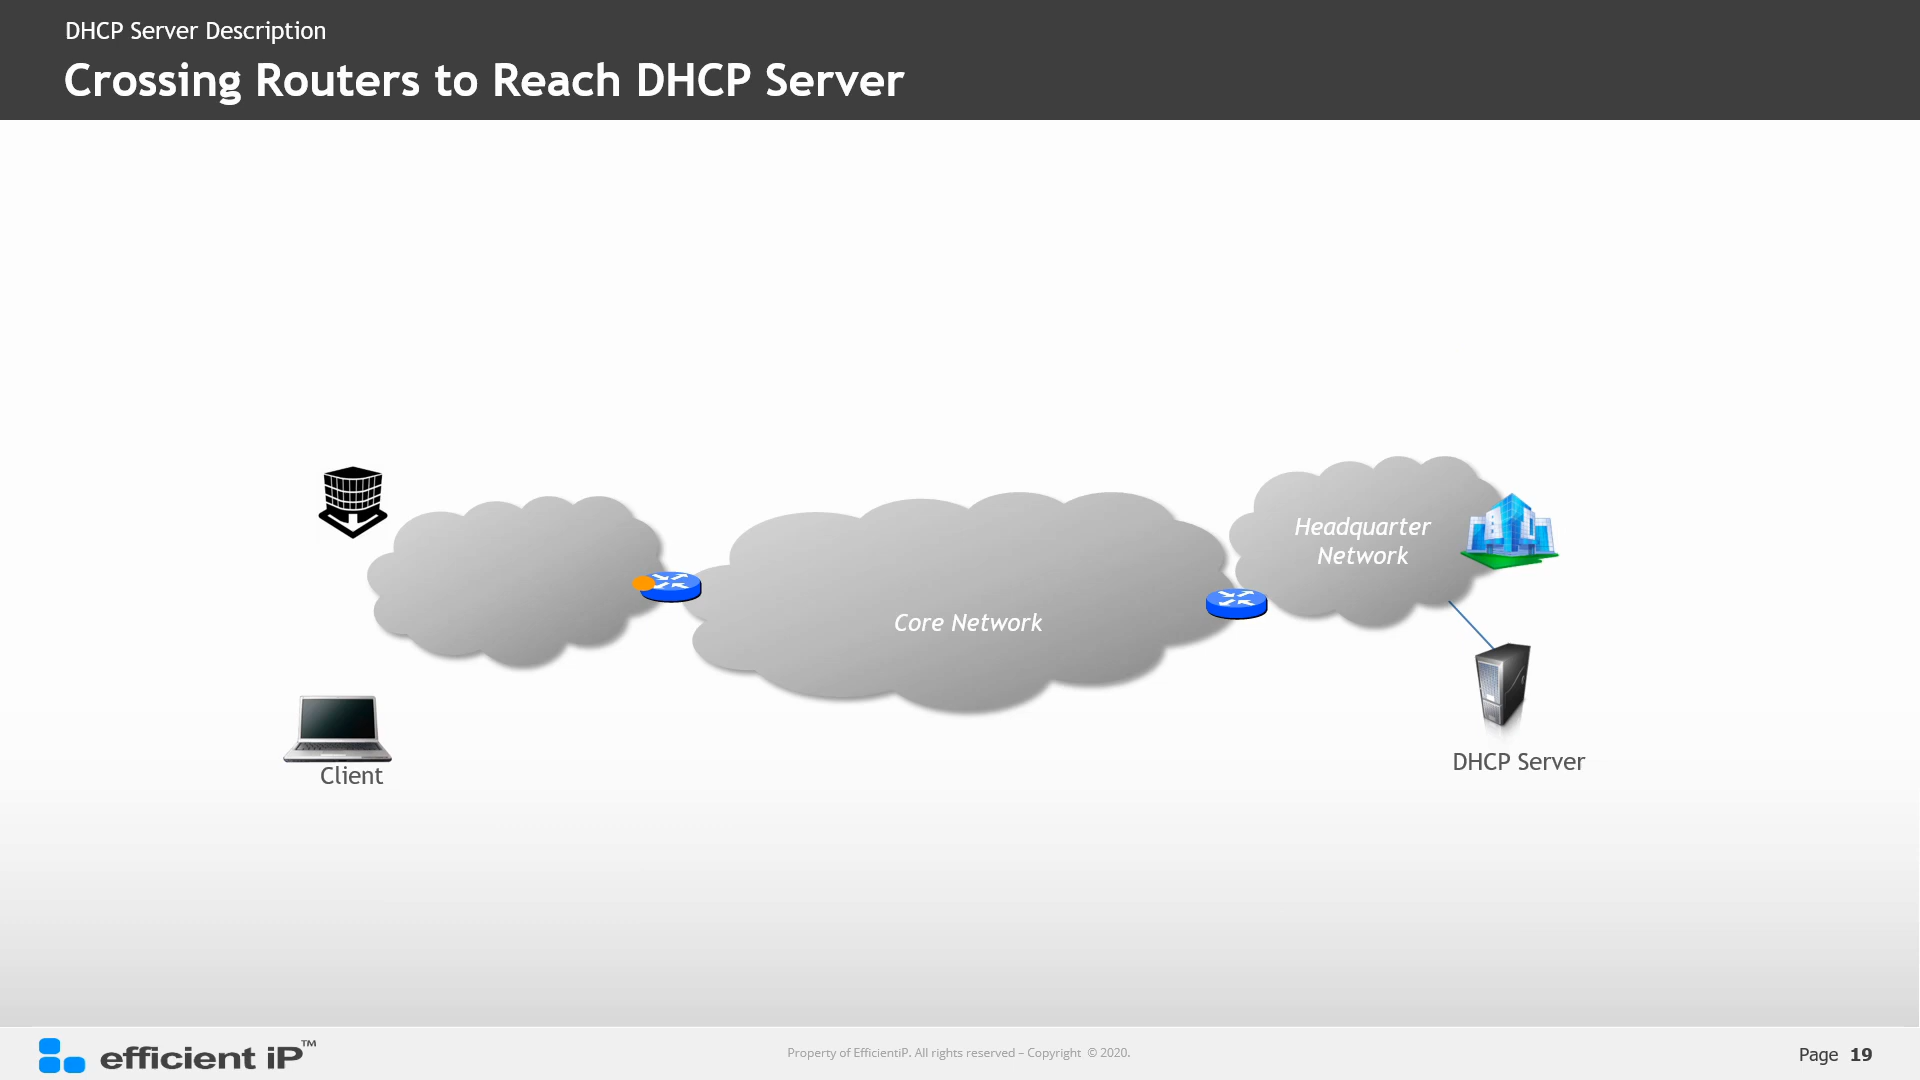 DHCP Server Description
Crossing Routers to Reach DHCP Server
Headquarter
Network
Core Network
Client
DHCP Server
efficient iP™
Property of EfficientiP. All rights reserved – Copyright © 2020.
Page 19